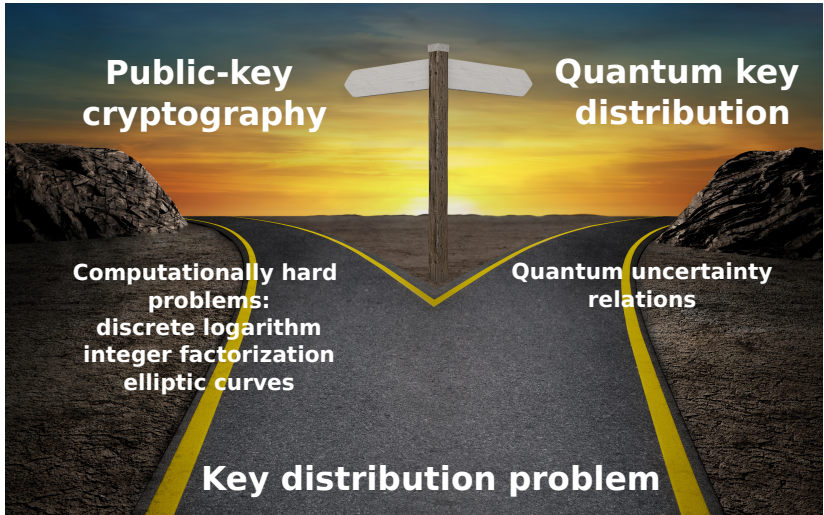 Public-key
cryptography
Quantum key
distribution
Computationally hard
problems:
discrete logarithm
integer factorization
elliptic curves
Quantum uncertainty
relations
Key distribution problem